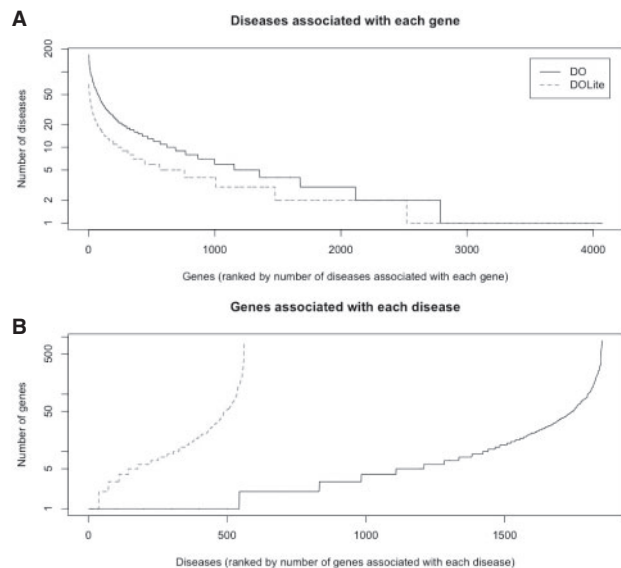 A
Diseases associated with each gene
Number of diseases
200
50
20
10
5
2
1
DO
DOLite
0
1000
2000
3000
4000
Genes (ranked by number of diseases associated with each gene)
B
Genes associated with each disease
Number of genes
500
50
5
1
0
500
1000
1500
Diseases (ranked by number of genes associated with each disease)